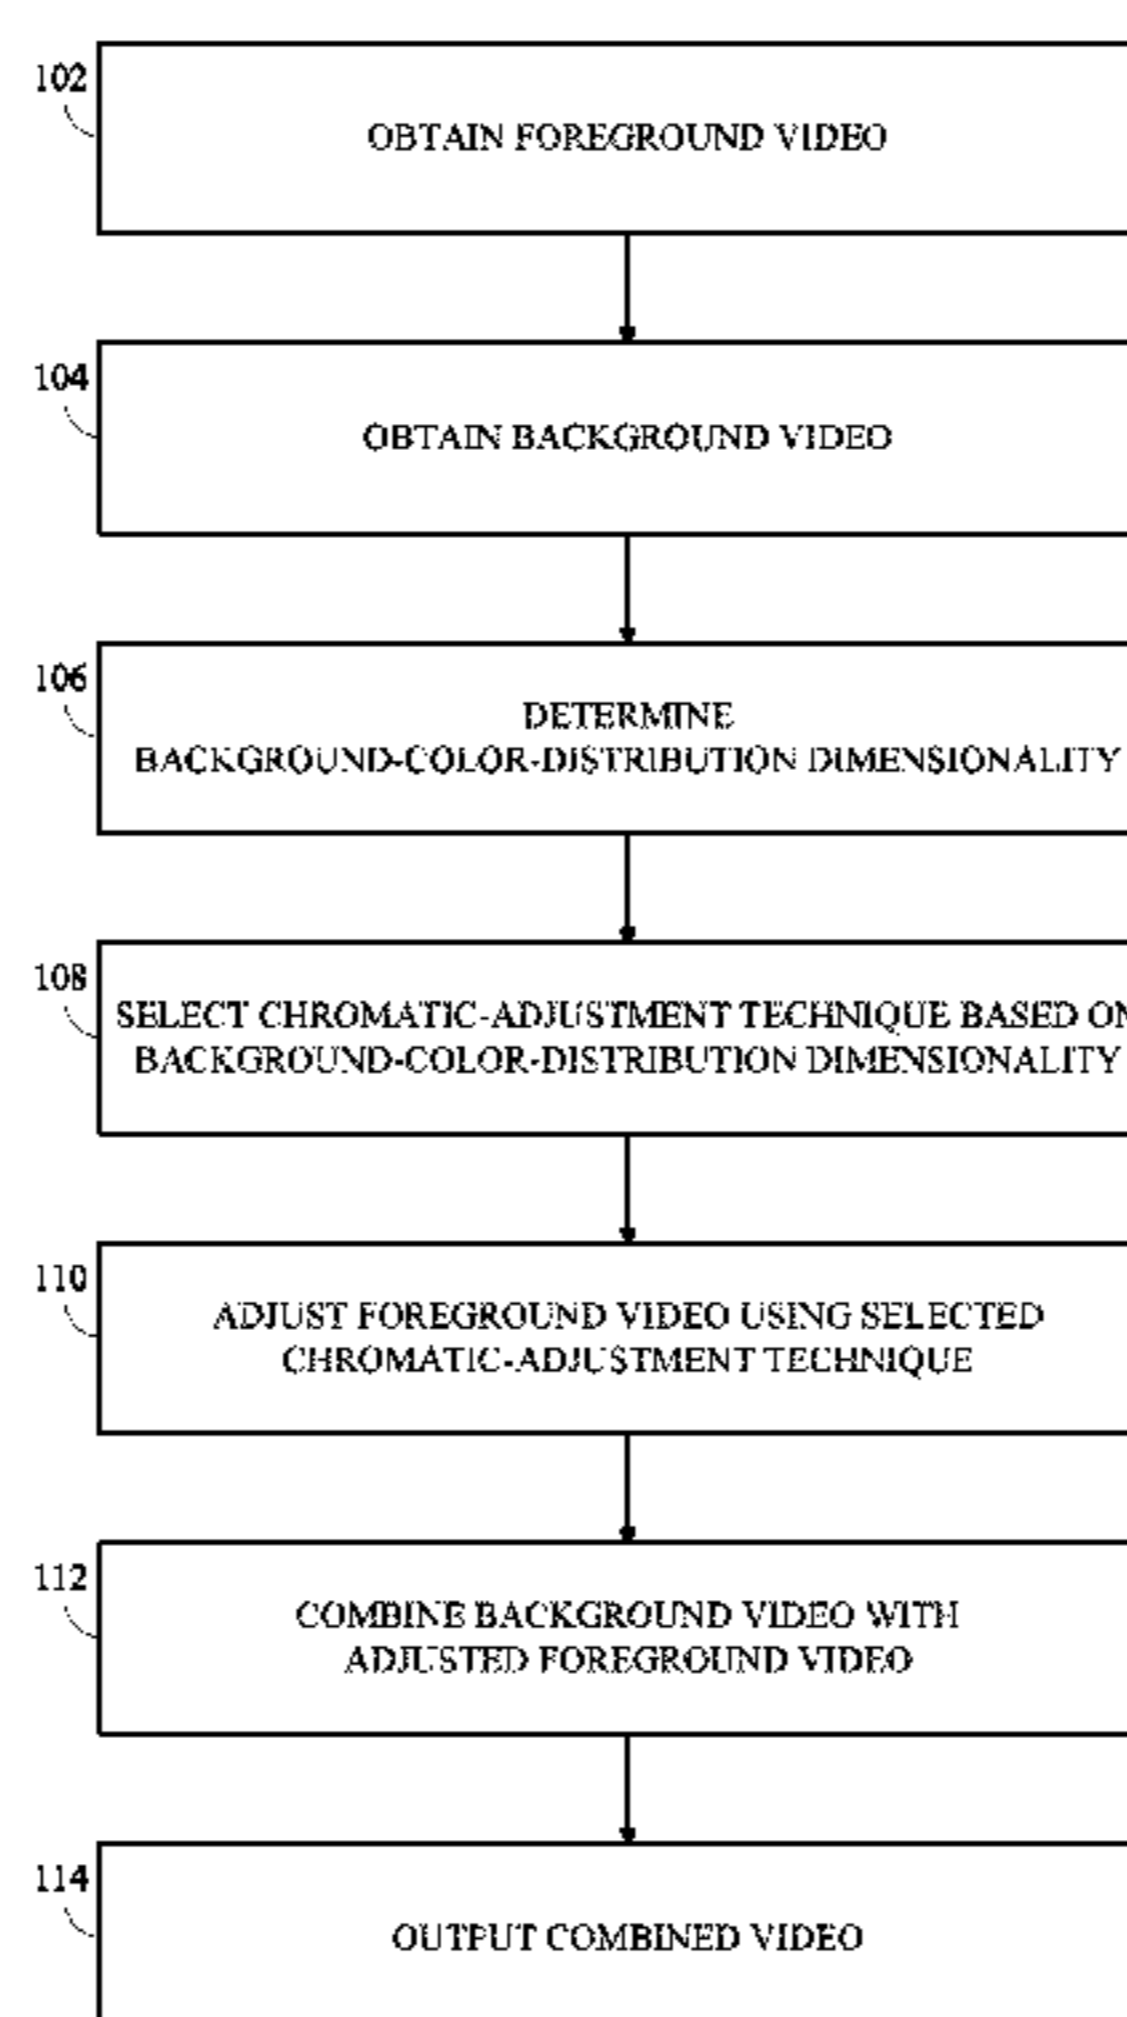 102
OBTAIN FOREGROUND VIDEO
104
OBTAIN BACKGROUND VIDEO
106
DETERMINE
BACKGROUND-COLOR-DISTRIBUTION DIMENSIONALITY
108
SELECT CHROMATIC-ADJUSTMENT TECHNIQUE BASED ON
BACKGROUND-COLOR-DISTRIBUTION DIMENSIONALITY
110
ADJUST FOREGROUND VIDEO USING SELECTED
CHROMATIC-ADJUSTMENT TECHNIQUE
112
COMBINE BACKGROUND VIDEO WITH
ADJUSTED FOREGROUND VIDEO
114
OUTPUT COMBINED VIDEO